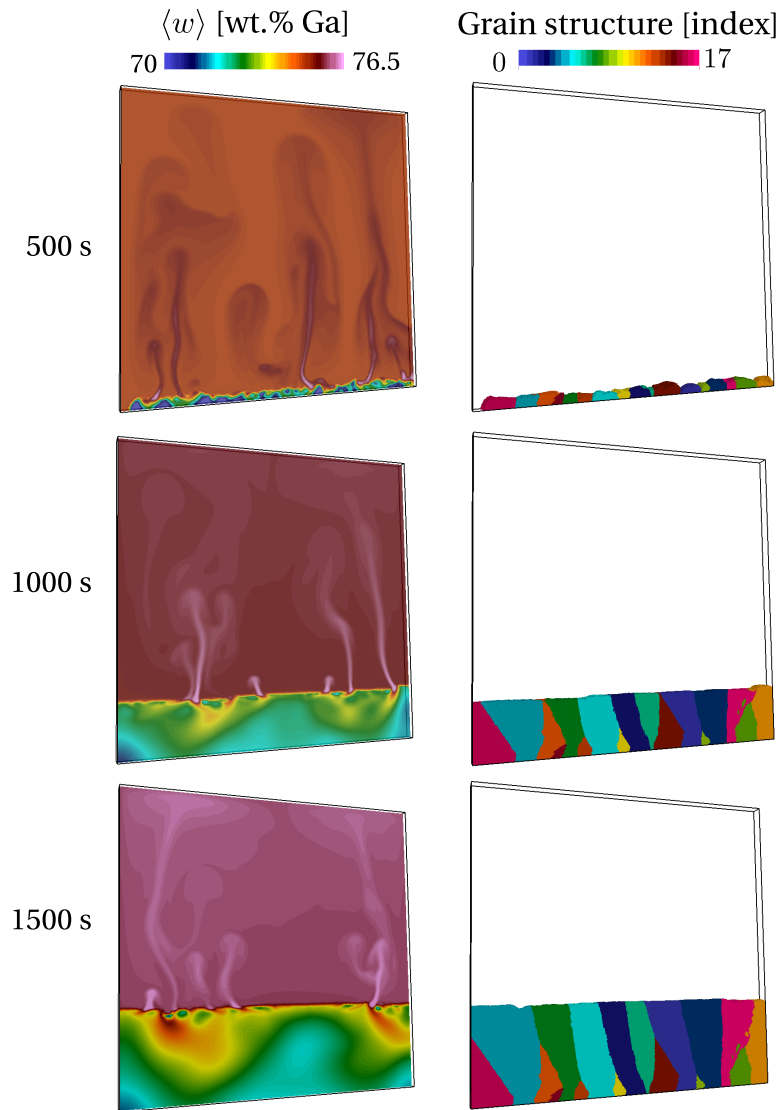 ⟨w⟩ [wt.% Ga] Grain structure [index]
70 76.5 0 17
500 s
1000 s
1500 s